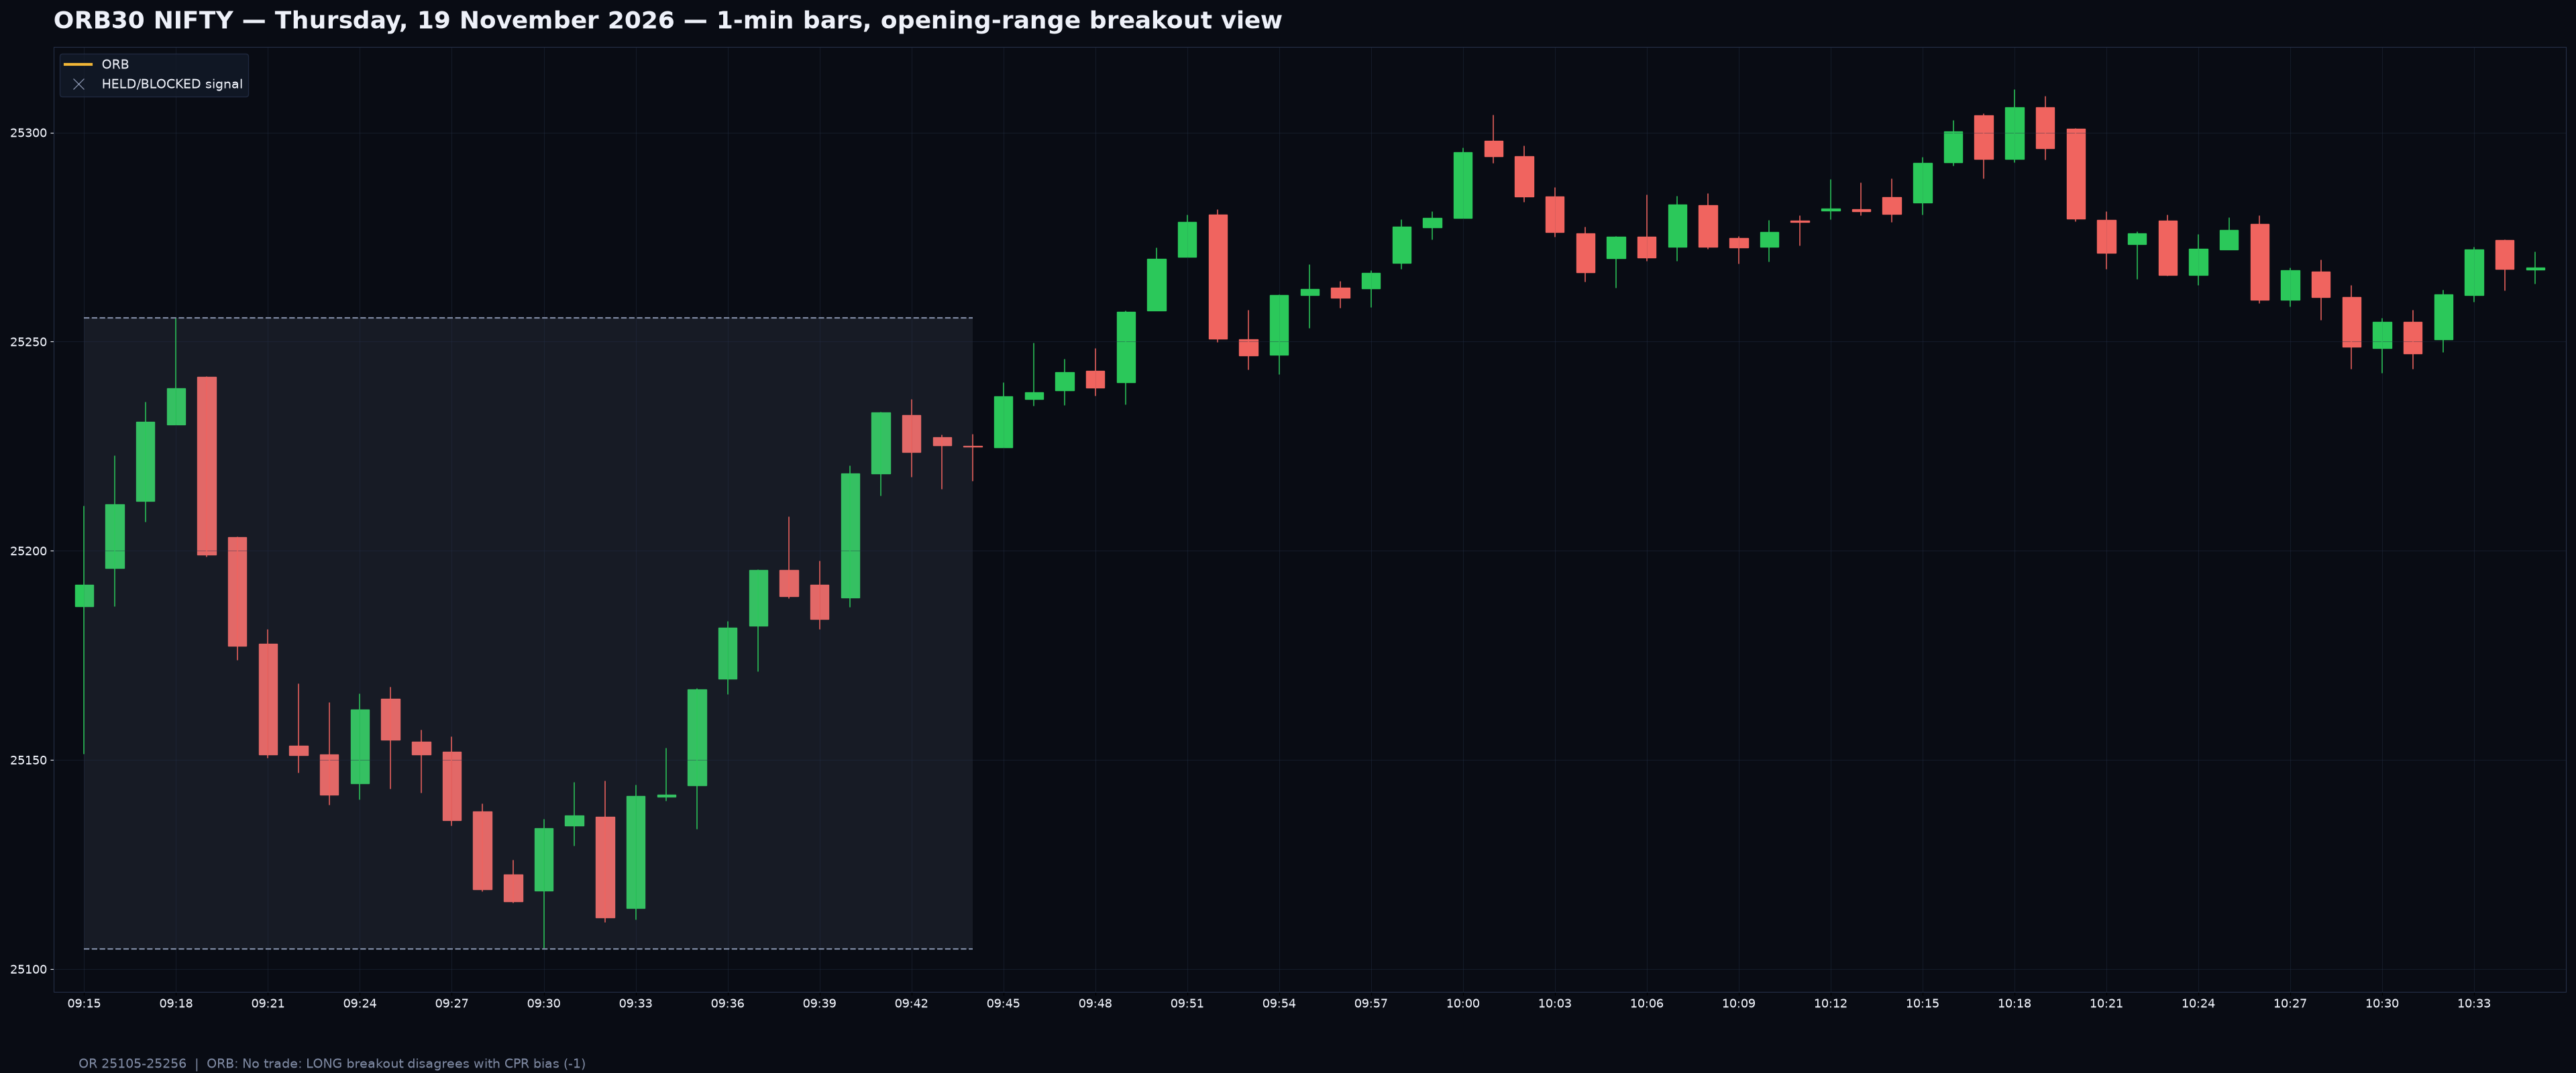 ORB30 NIFTY — Thursday, 19 November 2026 — 1-min bars, opening-range breakout view
ORB
HELD/BLOCKED signal
25300
25250
25200
25150
25100
09:15 09:18 09:21 09:24 09:27 09:30 09:33 09:36 09:39 09:42 09:45 09:48 09:51 09:54 09:57 10:00 10:03 10:06 10:09 10:12 10:15 10:18 10:21 10:24 10:27 10:30 10:33
OR 25105-25256 | ORB: No trade: LONG breakout disagrees with CPR bias (-1)